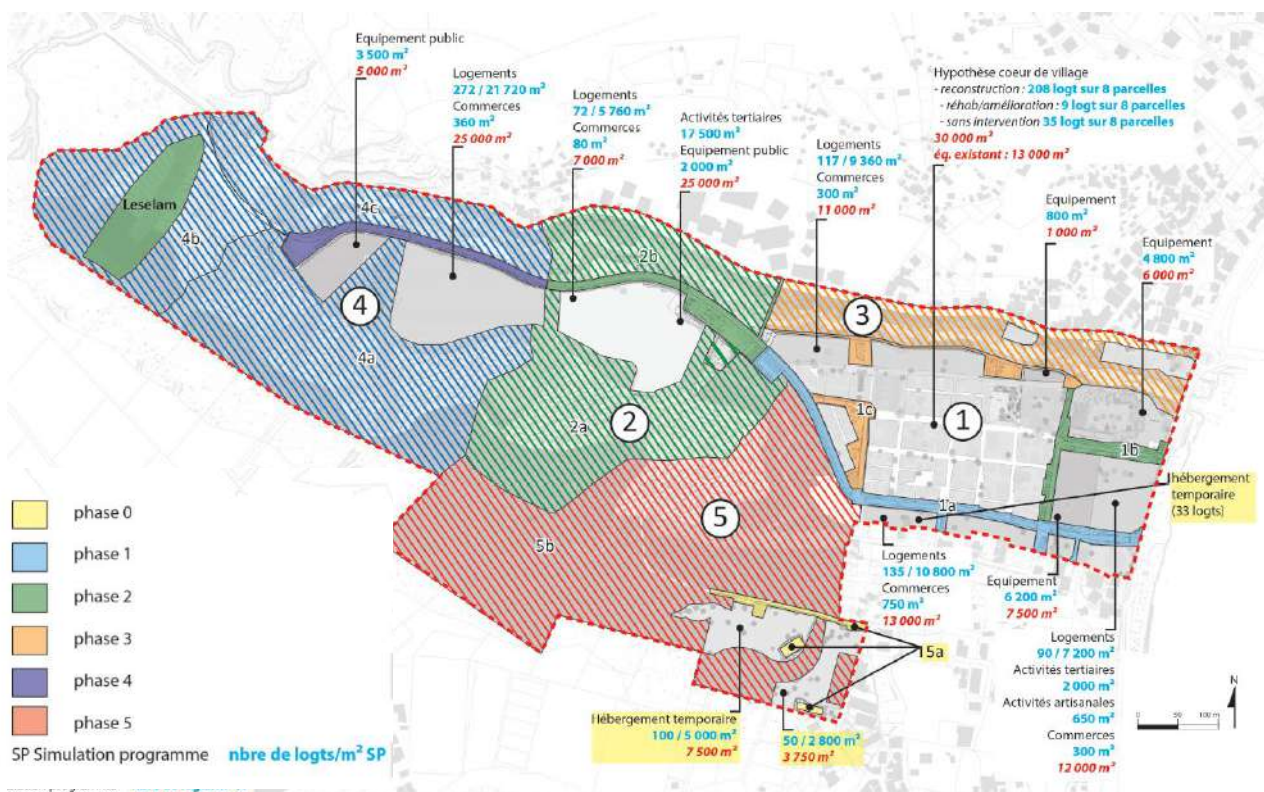 Equipement public
3 500 m²
5 000 m²
Logements
272 / 21 720 m²
Commerces
360 m²
25 000 m²
Logements
72 / 5 760 m²
Commerces
80 m²
7 000 m²
Activités tertiaires
17 500 m²
Equipement public
2 000 m²
25 000 m²
Logements
117 / 9 360 m²
Commerces
300 m²
11 000 m²
Hypothèse coeur de village
- reconstruction : 208 logt sur 8 parcelles
- réhab/amélioration : 9 logt sur 8 parcelles
- sans intervention 35 logt sur 8 parcelles
30 000 m²
éq. existant : 13 000 m²
Equipement
800 m²
1 000 m²
Equipement
4 800 m²
6 000 m²
Leselam
4b
4c
4
4a
2b
2a
2
3
1c
1
1b
1a
5
5b
hébergement
temporaire
(33 logts)
Logements
135 / 10 800 m²
Commerces
750 m²
13 000 m²
Equipement
6 200 m²
7 500 m²
Logements
90 / 7 200 m²
Activités tertiaires
2 000 m²
Activités artisanales
650 m²
Commerces
300 m²
12 000 m²
5a
Hébergement temporaire
100 / 5 000 m²
7 500 m²
50 / 2 800 m²
3 750 m²
N
0 50 100 m
phase 0
phase 1
phase 2
phase 3
phase 4
phase 5
SP Simulation programme nbre de logts/m² SP